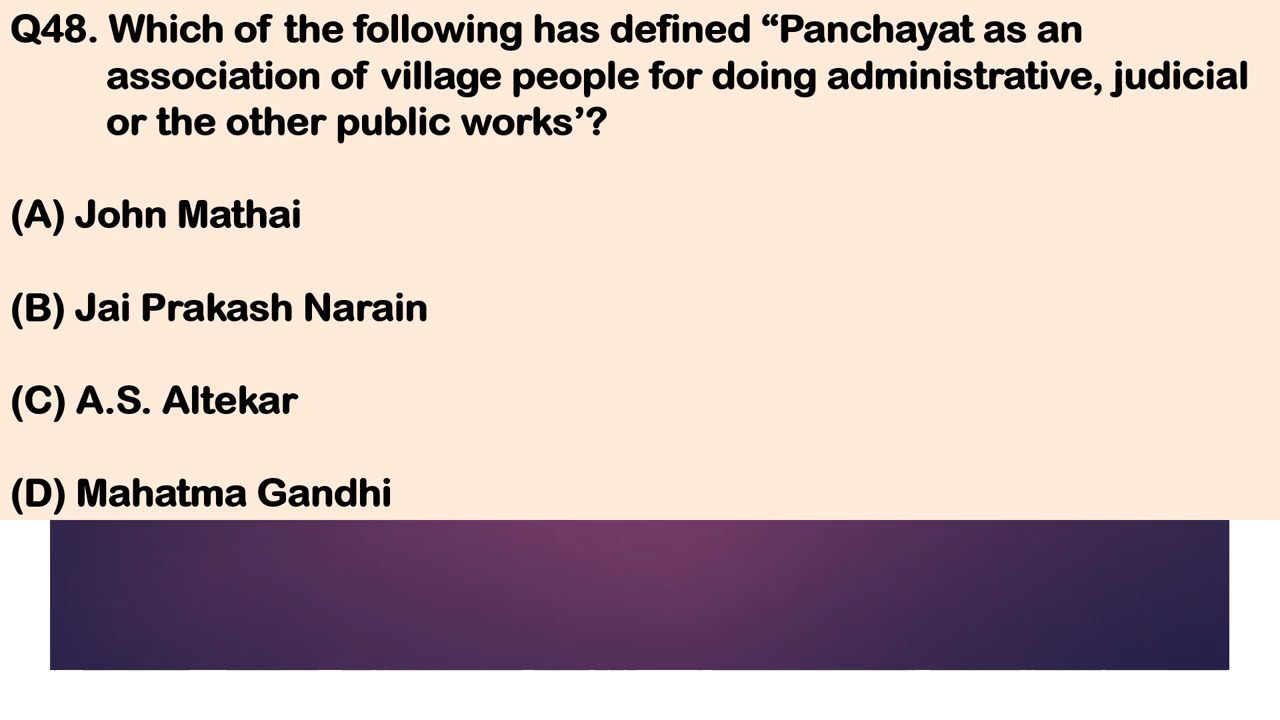 Q48. Which of the following has defined “Panchayat as an
association of village people for doing administrative, judicial
or the other public works’?
(A) John Mathai
(B) Jai Prakash Narain
(C) A.S. Altekar
(D) Mahatma Gandhi